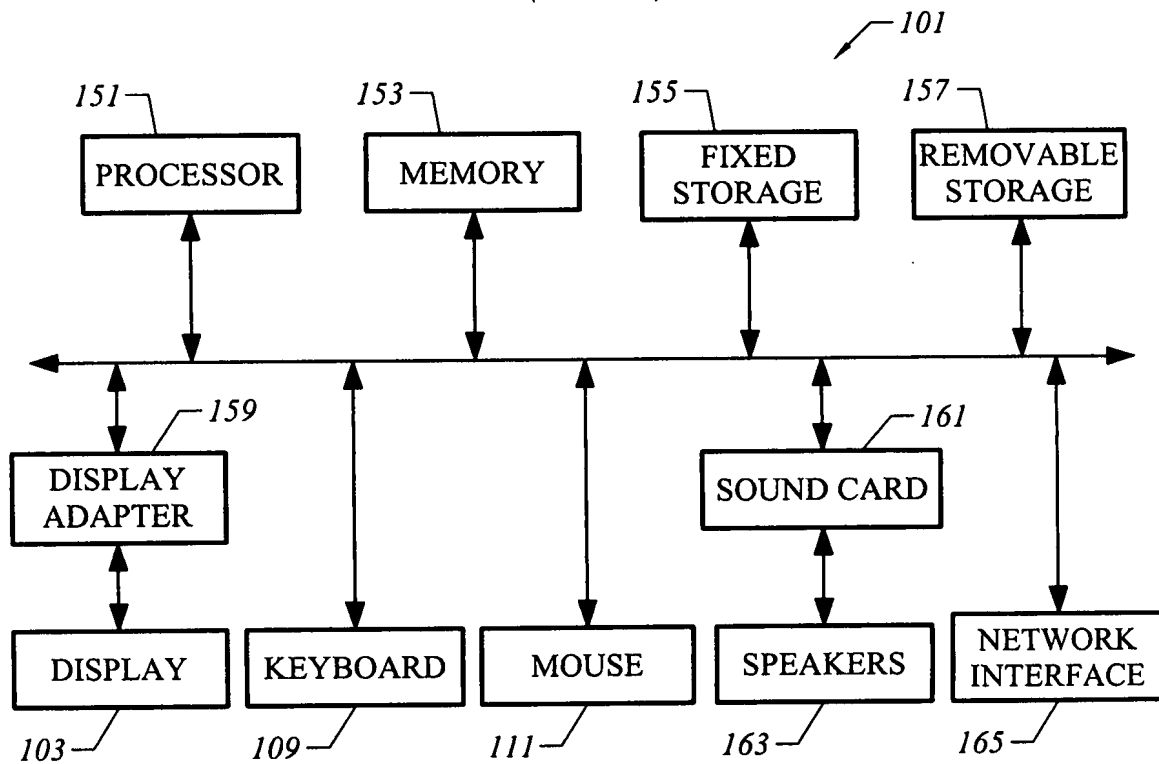 101
151
153
155
157
PROCESSOR
MEMORY
FIXED
STORAGE
REMOVABLE
STORAGE
159
161
DISPLAY
ADAPTER
SOUND CARD
DISPLAY
KEYBOARD
MOUSE
SPEAKERS
NETWORK
INTERFACE
103
109
111
163
165